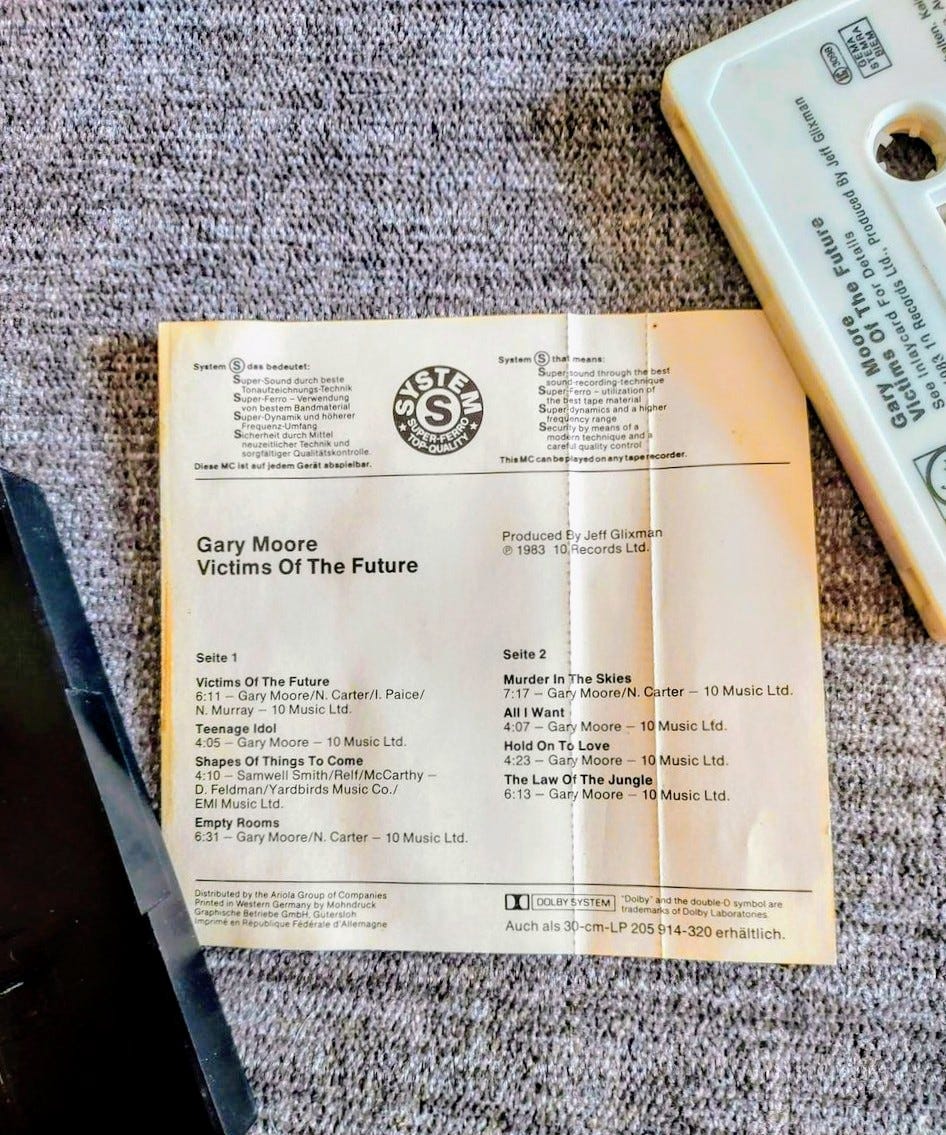 System Ⓢ das bedeutet:
Super-Sound durch beste
Tonaufzeichnungs-Technik
Super-Ferro – Verwendung
von bestem Bandmaterial
Super-Dynamik und höherer
Frequenz-Umfang
Sicherheit durch Mittel
neuzeitlicher Technik und
sorgfältiger Qualitätskontrolle.
Diese MC ist auf jedem Gerät abspielbar.
SYSTEM
S
SUPER-FERRO
★ TOP-QUALITY ★
System Ⓢ that means:
Super sound through the best
sound-recording-technique
Super-Ferro – utilization of
the best tape material
Super-dynamics and a higher
frequency range
Security by means of a
modern technique and a
careful quality control
This MC can be played on any tape recorder.
Gary Moore
Victims Of The Future
Produced By Jeff Glixman
℗ 1983 10 Records Ltd.
Seite 1
Victims Of The Future
6:11 – Gary Moore/N. Carter/I. Paice/
N. Murray – 10 Music Ltd.
Teenage Idol
4:05 – Gary Moore – 10 Music Ltd.
Shapes Of Things To Come
4:10 – Samwell Smith/Relf/McCarthy –
D. Feldman/Yardbirds Music Co./
EMI Music Ltd.
Empty Rooms
6:31 – Gary Moore/N. Carter – 10 Music Ltd.
Seite 2
Murder In The Skies
7:17 – Gary Moore/N. Carter – 10 Music Ltd.
All I Want
4:07 – Gary Moore – 10 Music Ltd.
Hold On To Love
4:23 – Gary Moore – 10 Music Ltd.
The Law Of The Jungle
6:13 – Gary Moore – 10 Music Ltd.
Distributed by the Ariola Group of Companies
Printed in Western Germany by Mohndruck
Graphische Betriebe GmbH, Gütersloh
Imprimé en République Fédérale d'Allemagne
DOLBY SYSTEM
"Dolby" and the double-D symbol are
trademarks of Dolby Laboratories.
Auch als 30-cm-LP 205 914-320 erhältlich.
GEMA
STEMRA
BIEM
LC 3098
Gary Moore
Victims Of The Future
See Inlaycard For Details
1983 10 Records Ltd., Produced By Jeff Glixman